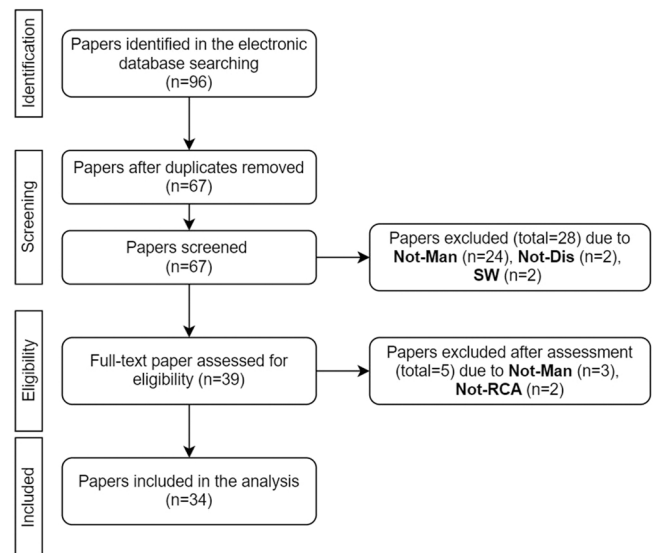 Identification
Papers identified in the electronic
database searching
(n=96)
Screening
Papers after duplicates removed
(n=67)
Papers screened
(n=67)
Papers excluded (total=28) due to
Not-Man (n=24), Not-Dis (n=2),
SW (n=2)
Eligibility
Full-text paper assessed for
eligibility (n=39)
Papers excluded after assessment
(total=5) due to Not-Man (n=3),
Not-RCA (n=2)
Included
Papers included in the analysis
(n=34)